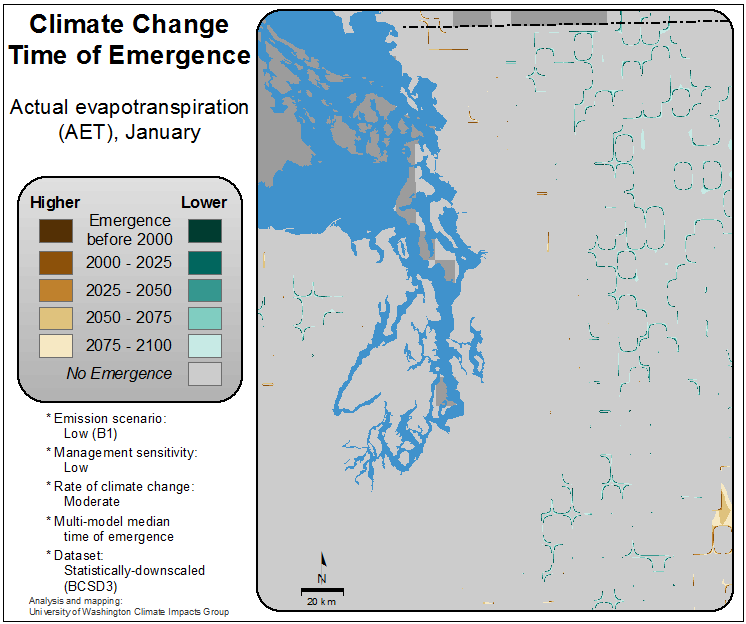 Climate Change
Time of Emergence
Actual evapotranspiration
(AET), January
Higher Lower
Emergence
before 2000
2000 - 2025
2025 - 2050
2050 - 2075
2075 - 2100
No Emergence
* Emission scenario:
Low (B1)
* Management sensitivity:
Low
* Rate of climate change:
Moderate
* Multi-model median
time of emergence
* Dataset:
Statistically-downscaled
(BCSD3)
Analysis and mapping:
University of Washington Climate Impacts Group
N
20 km